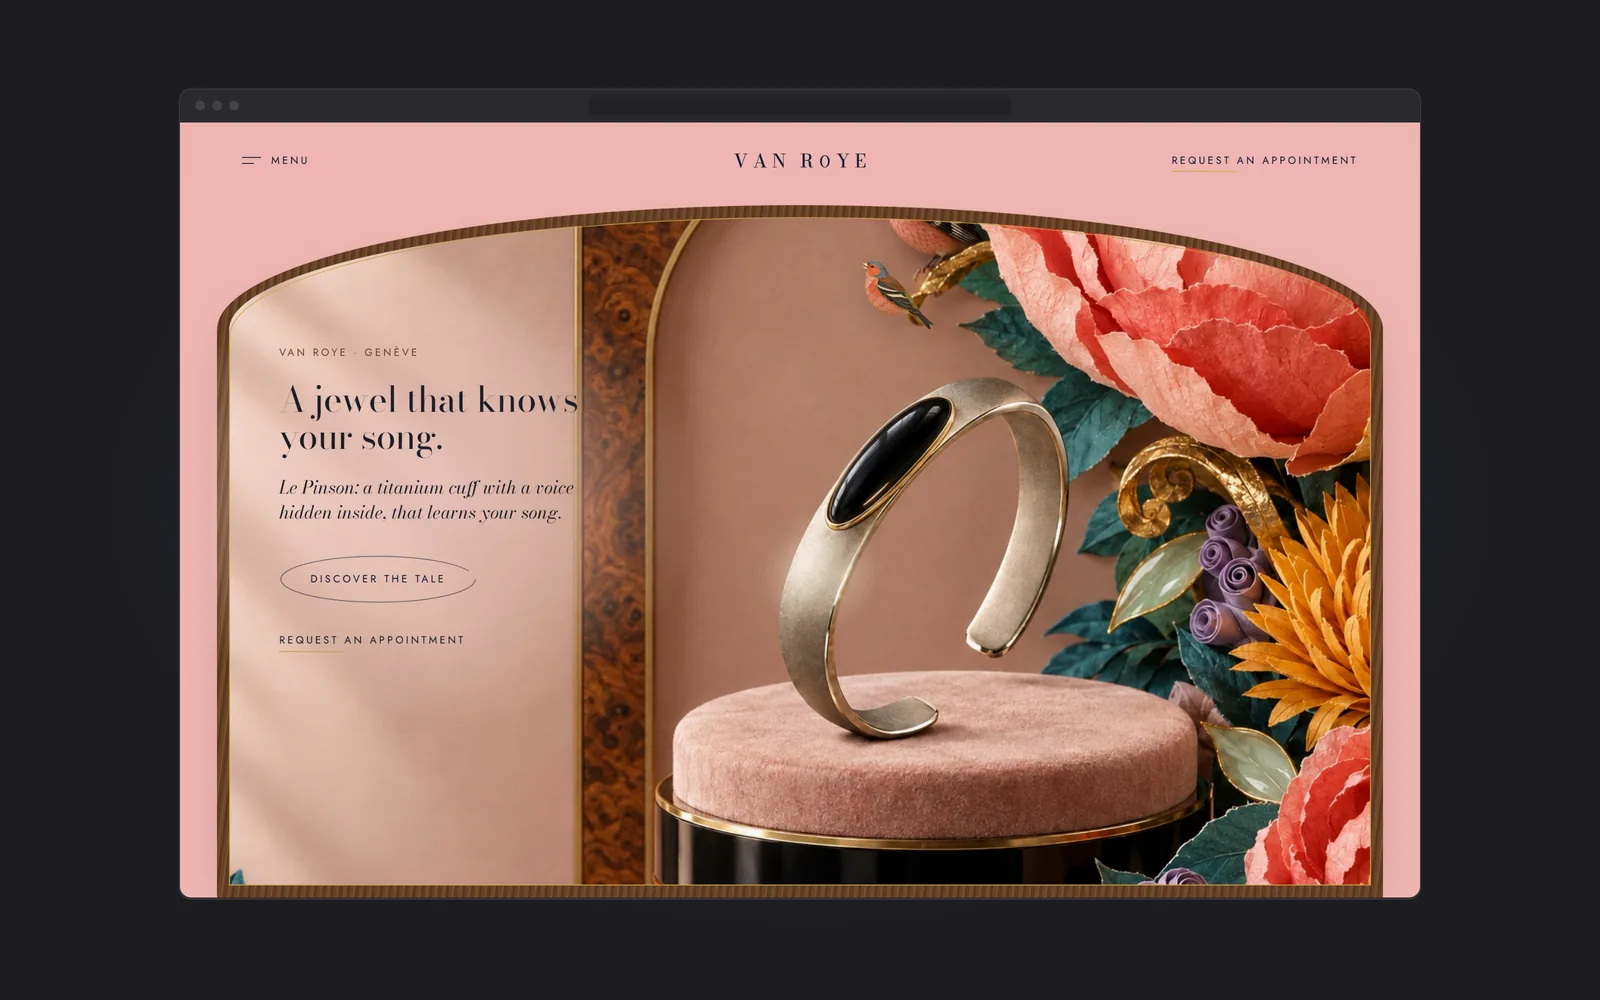 MENU
VAN ROYE
REQUEST AN APPOINTMENT
VAN ROYE · GENÈVE
A jewel that knows
your song.
Le Pinson: a titanium cuff with a voice
hidden inside, that learns your song.
DISCOVER THE TALE
REQUEST AN APPOINTMENT